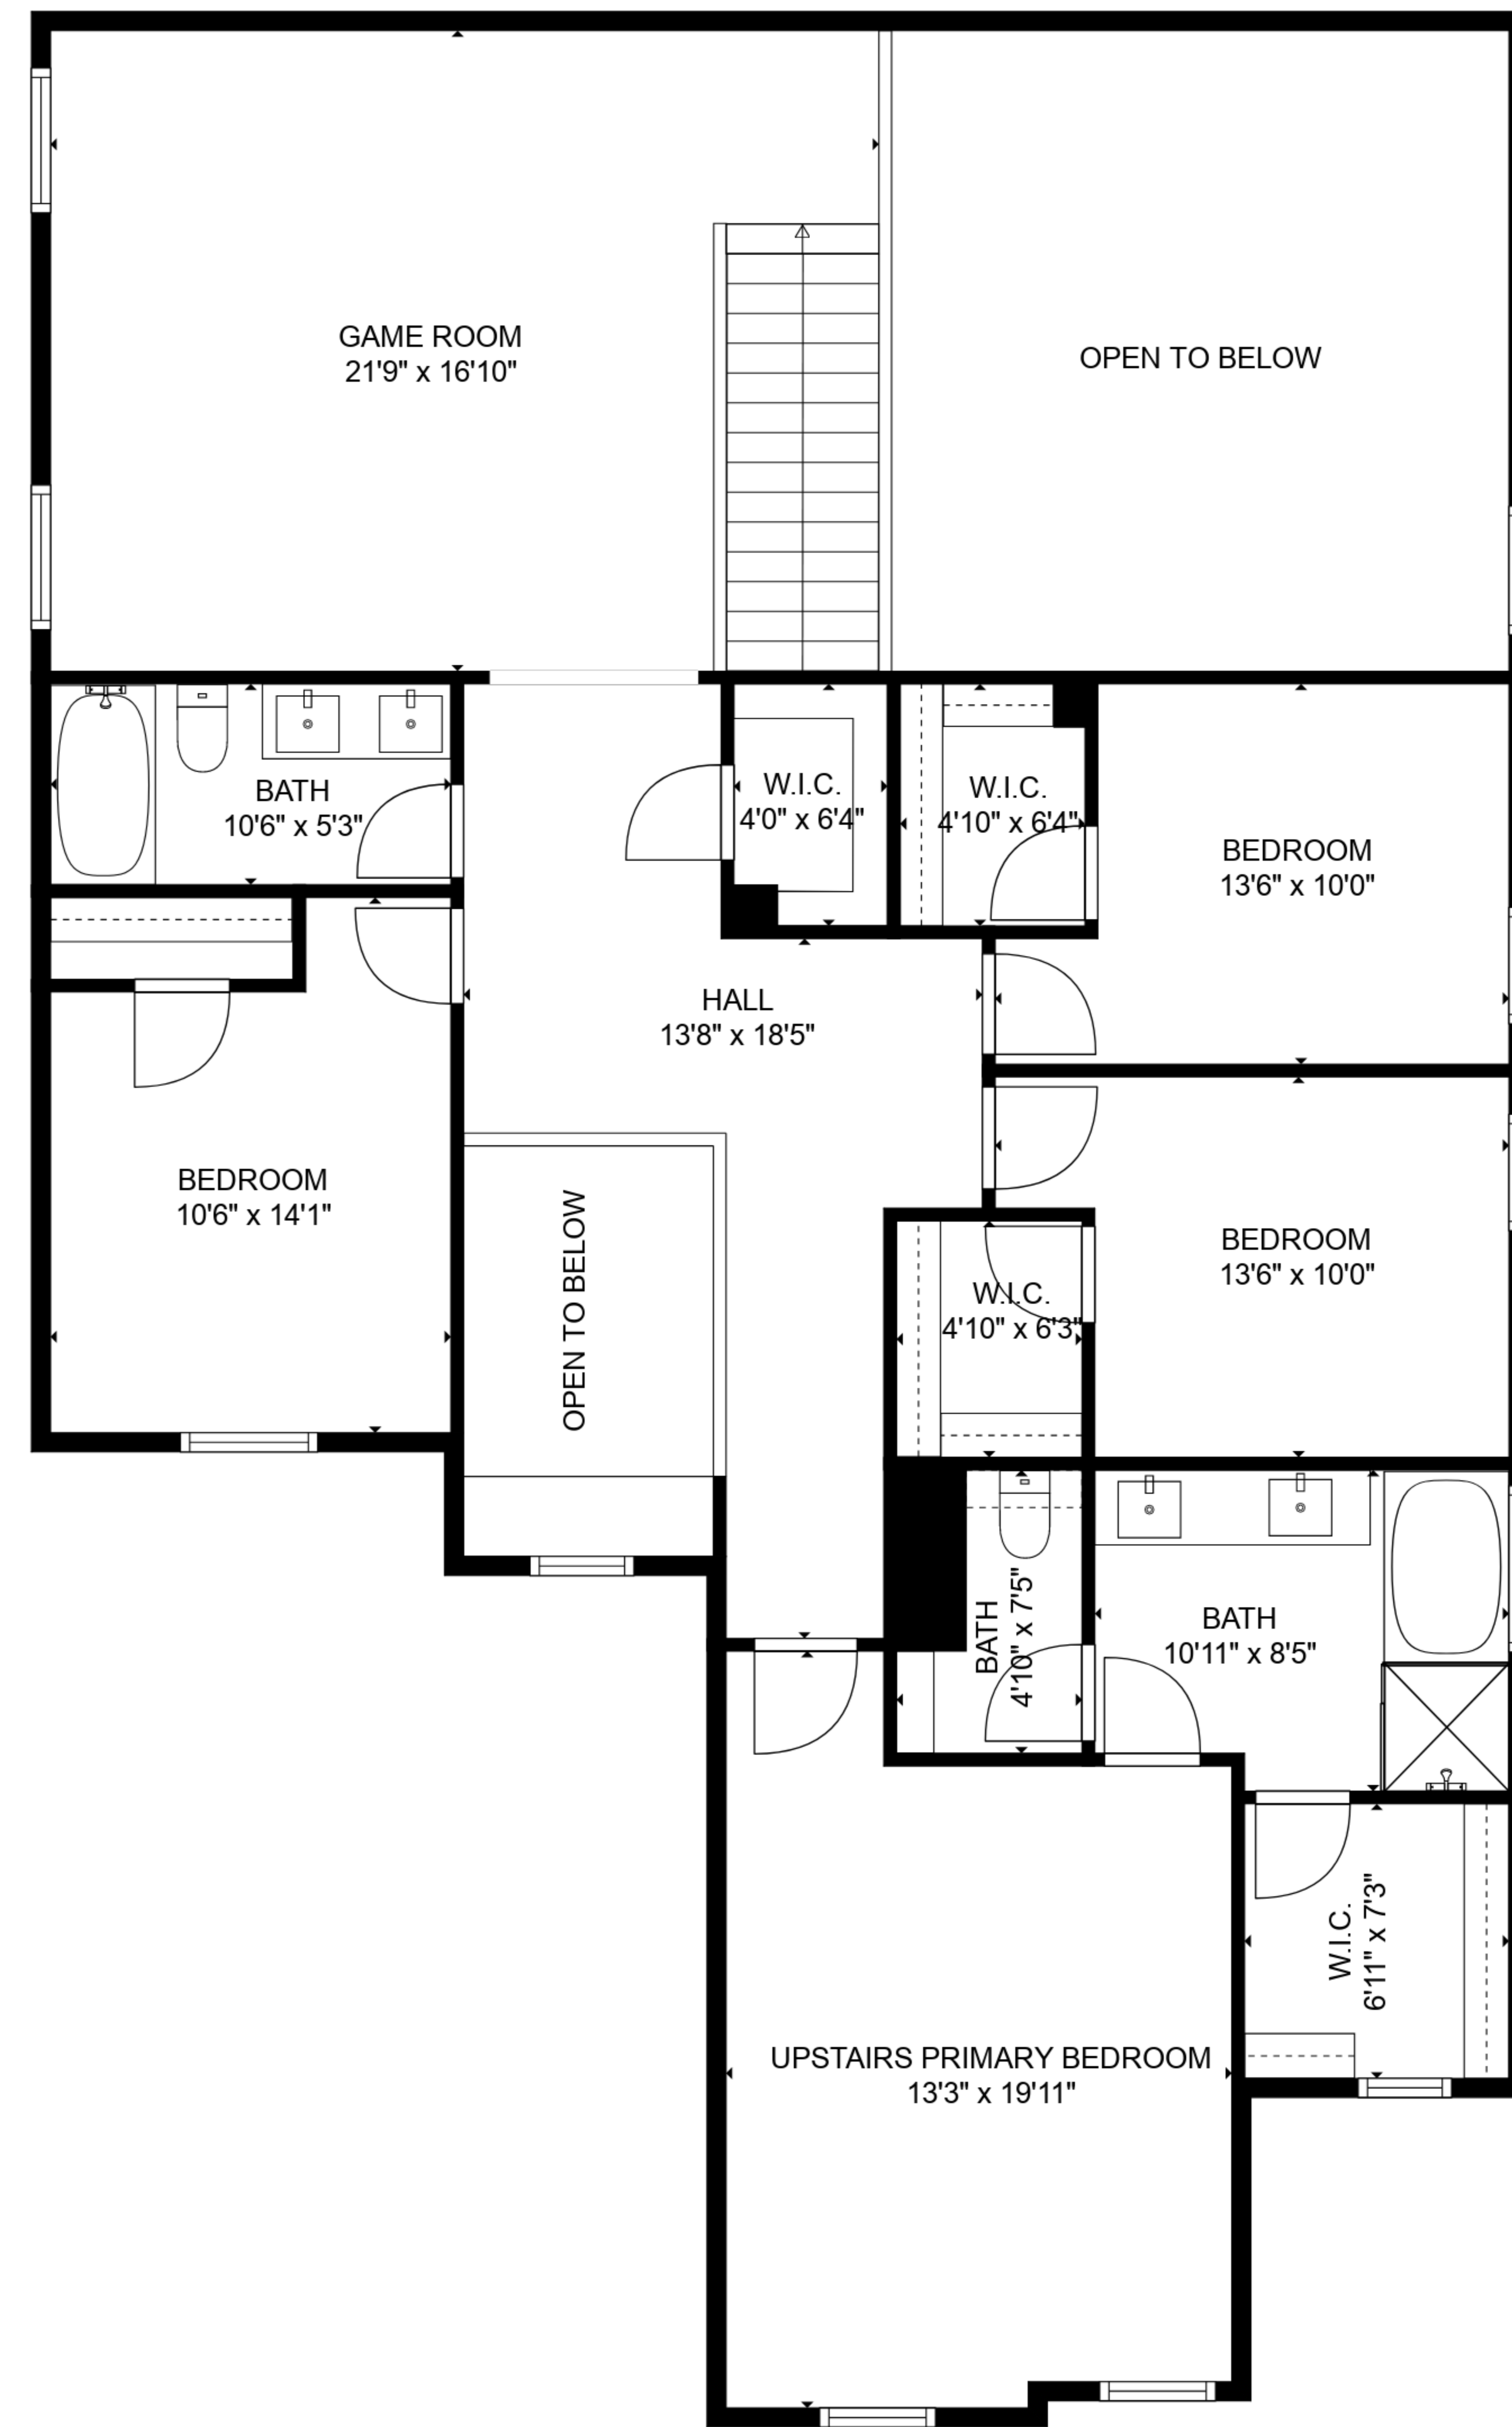 GAME ROOM
21'9" x 16'10"
OPEN TO BELOW
BATH
10'6" x 5'3"
W.I.C.
4'0" x 6'4"
W.I.C.
4'10" x 6'4"
BEDROOM
13'6" x 10'0"
HALL
13'8" x 18'5"
BEDROOM
10'6" x 14'1"
OPEN TO BELOW
W.I.C.
4'10" x 6'3"
BEDROOM
13'6" x 10'0"
BATH
4'10" x 7'5"
BATH
10'11" x 8'5"
W.I.C.
6'11" x 7'3"
UPSTAIRS PRIMARY BEDROOM
13'3" x 19'11"